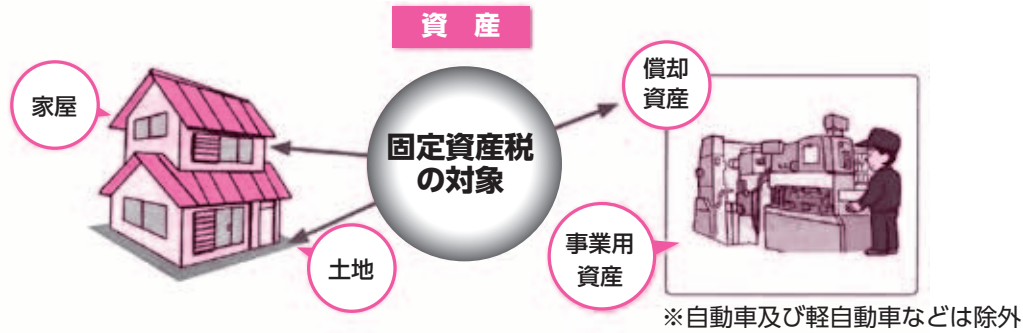 資産
家屋
固定資産税
の対象
土地
償却
資産
事業用
資産
※自動車及び軽自動車などは除外